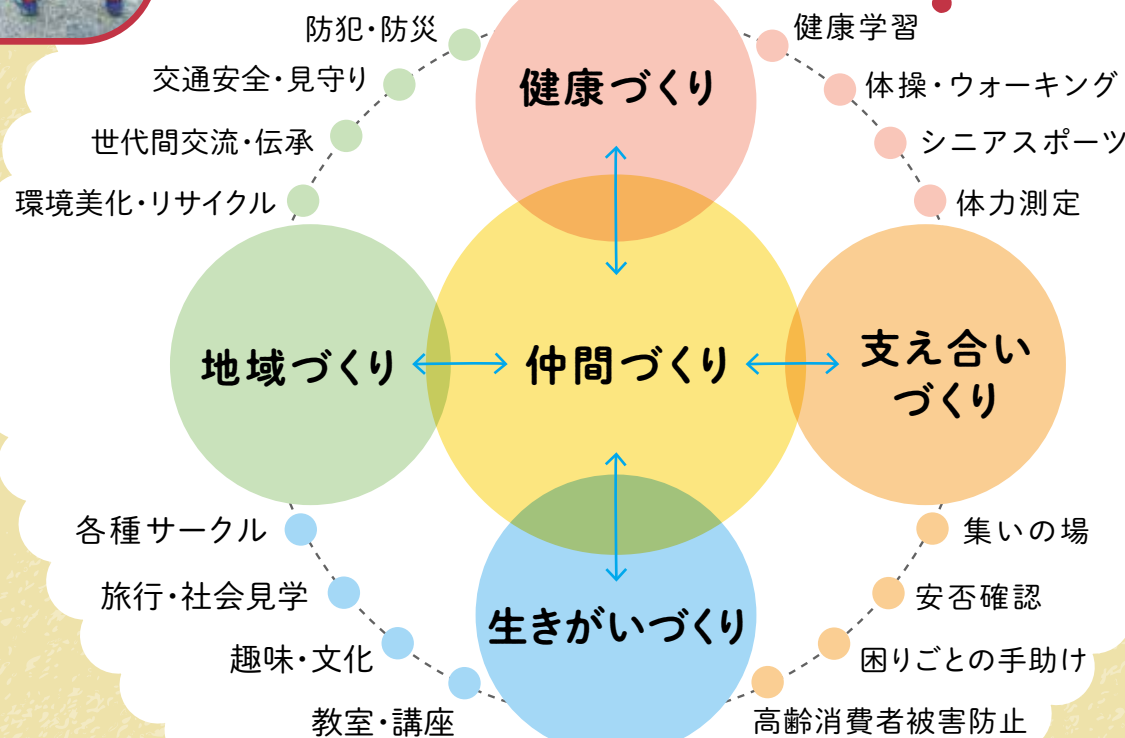 防犯・防災
交通安全・見守り
世代間交流・伝承
環境美化・リサイクル
健康づくり
健康学習
体操・ウォーキング
シニアスポーツ
体力測定
地域づくり
仲間づくり
支え合い
づくり
各種サークル
旅行・社会見学
趣味・文化
教室・講座
生きがいづくり
集いの場
安否確認
困りごとの手助け
高齢消費者被害防止